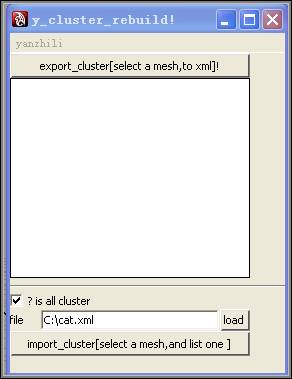 y_cluster_rebuild!
yanzhili
export_cluster[select a mesh,to xml]!
? is all cluster
file C:\cat.xml load
import_cluster[select a mesh,and list one ]